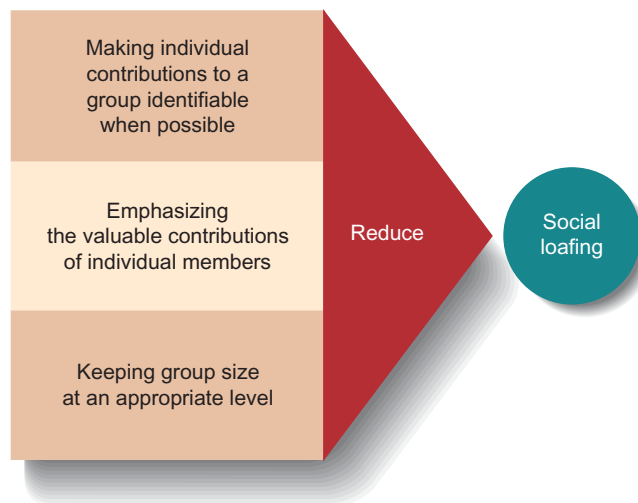 Making individual
contributions to a
group identifiable
when possible
Emphasizing
the valuable contributions
of individual members
Keeping group size
at an appropriate level
Reduce
Social
loafing